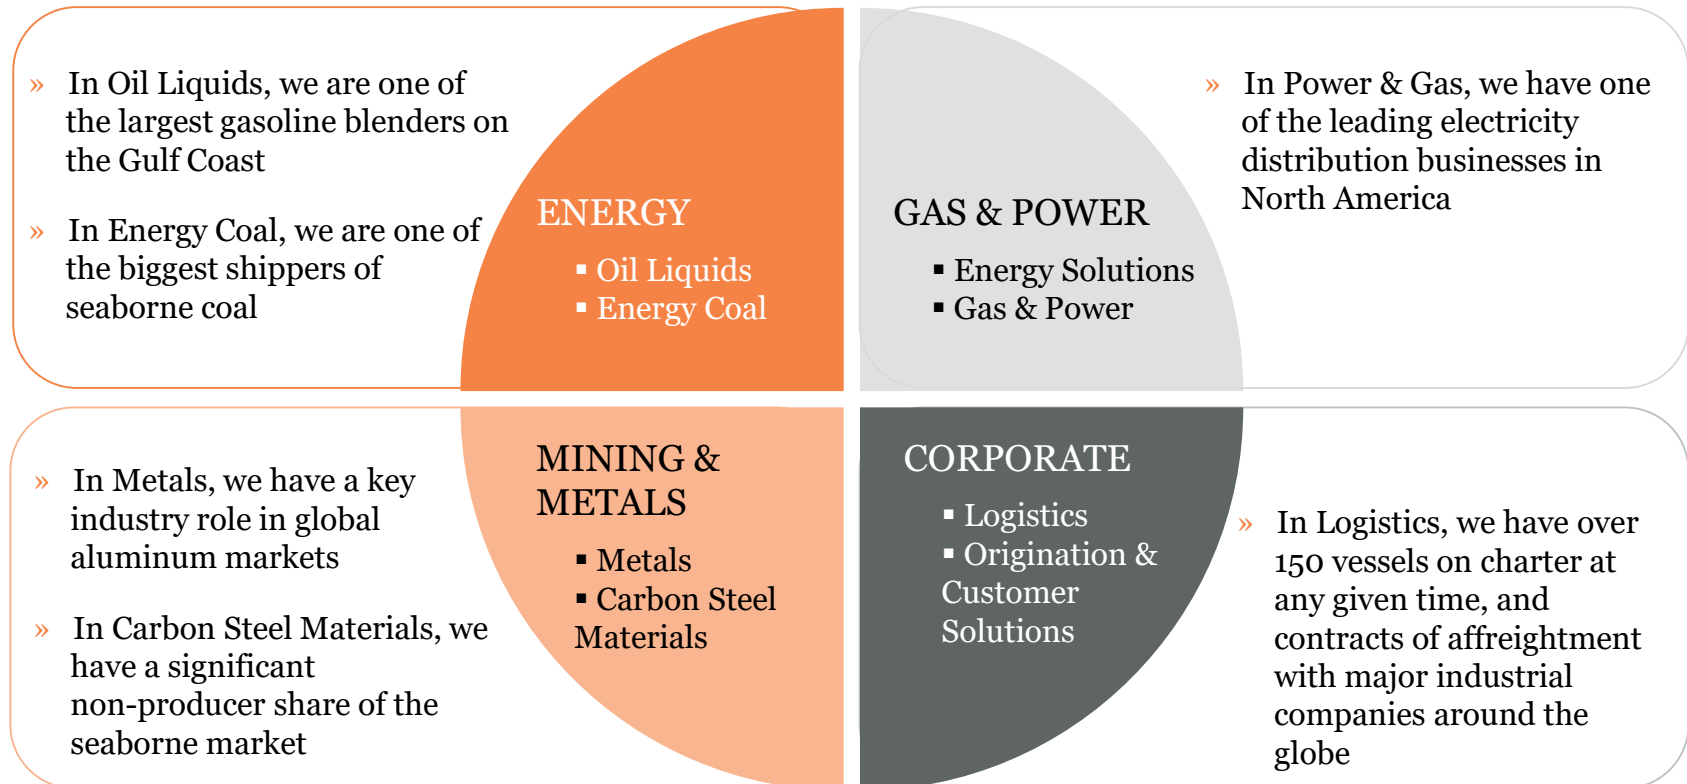 » In Oil Liquids, we are one of
the largest gasoline blenders on
the Gulf Coast
» In Energy Coal, we are one of
the biggest shippers of
seaborne coal
ENERGY
▪ Oil Liquids
▪ Energy Coal
GAS & POWER
▪ Energy Solutions
▪ Gas & Power
» In Power & Gas, we have one
of the leading electricity
distribution businesses in
North America
» In Metals, we have a key
industry role in global
aluminum markets
» In Carbon Steel Materials, we
have a significant
non-producer share of the
seaborne market
MINING &
METALS
▪ Metals
▪ Carbon Steel
Materials
CORPORATE
▪ Logistics
▪ Origination &
Customer
Solutions
» In Logistics, we have over
150 vessels on charter at
any given time, and
contracts of affreightment
with major industrial
companies around the
globe